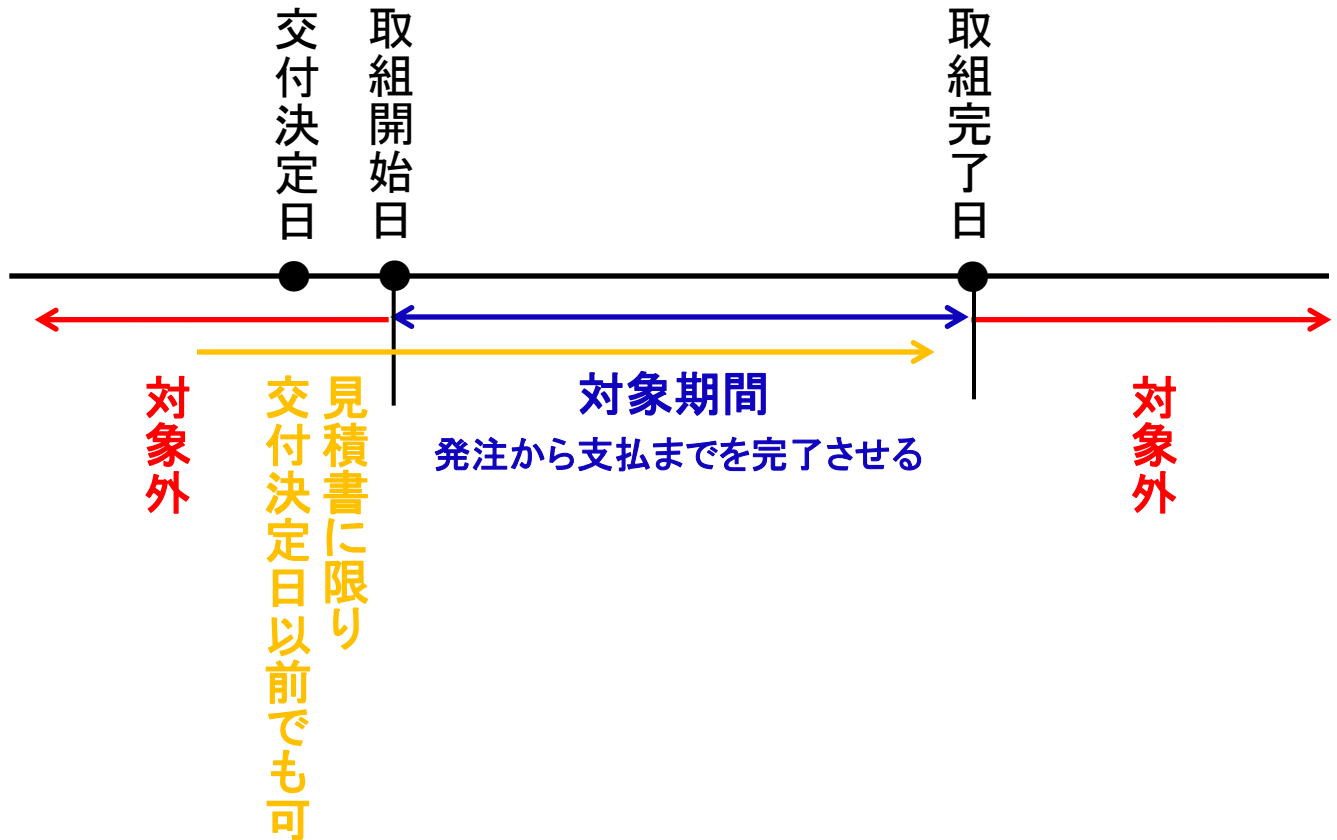 交付決定日
取組開始日
取組完了日
対象外
見積書に限り
交付決定日以前でも可
対象期間
発注から支払までを完了させる
対象外